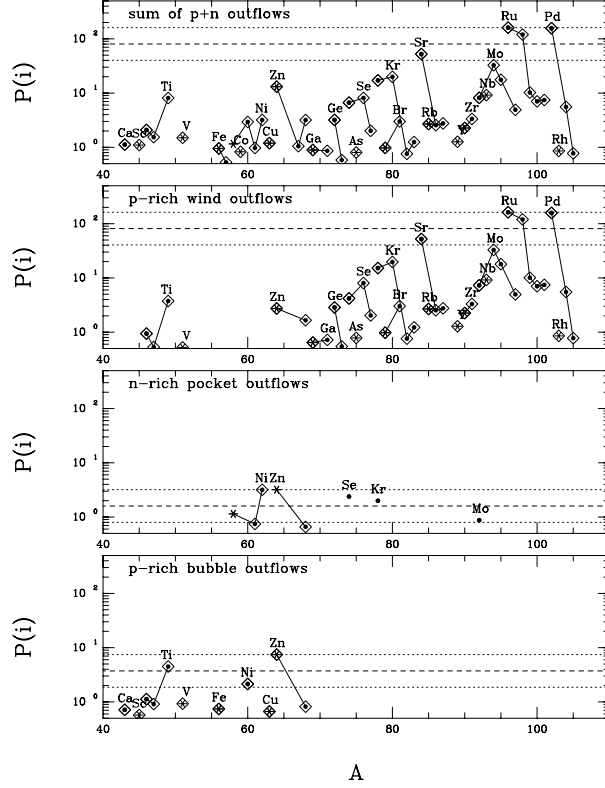 sum of p+n outflows
Ru Pd
Sr
Mo
Kr
Zn
Ti Se Nb
Ni Ge Br Zr
Ca Sc V Fe Co Cu Ga As Rb Y Rh
P(i)
10² 10¹ 10⁰
40 60 80 100
p-rich wind outflows
Ru Pd
Sr
Mo
Kr
Se Nb
Ti Zn Ge Br Zr
V Ga As Rb Y Rh
P(i)
10² 10¹ 10⁰
40 60 80 100
n-rich pocket outflows
Ni Zn Se Kr
Mo
P(i)
10² 10¹ 10⁰
40 60 80 100
p-rich bubble outflows
Zn
Ti
Ni
Ca Sc V Fe Cu
P(i)
10² 10¹ 10⁰
40 60 80 100
A